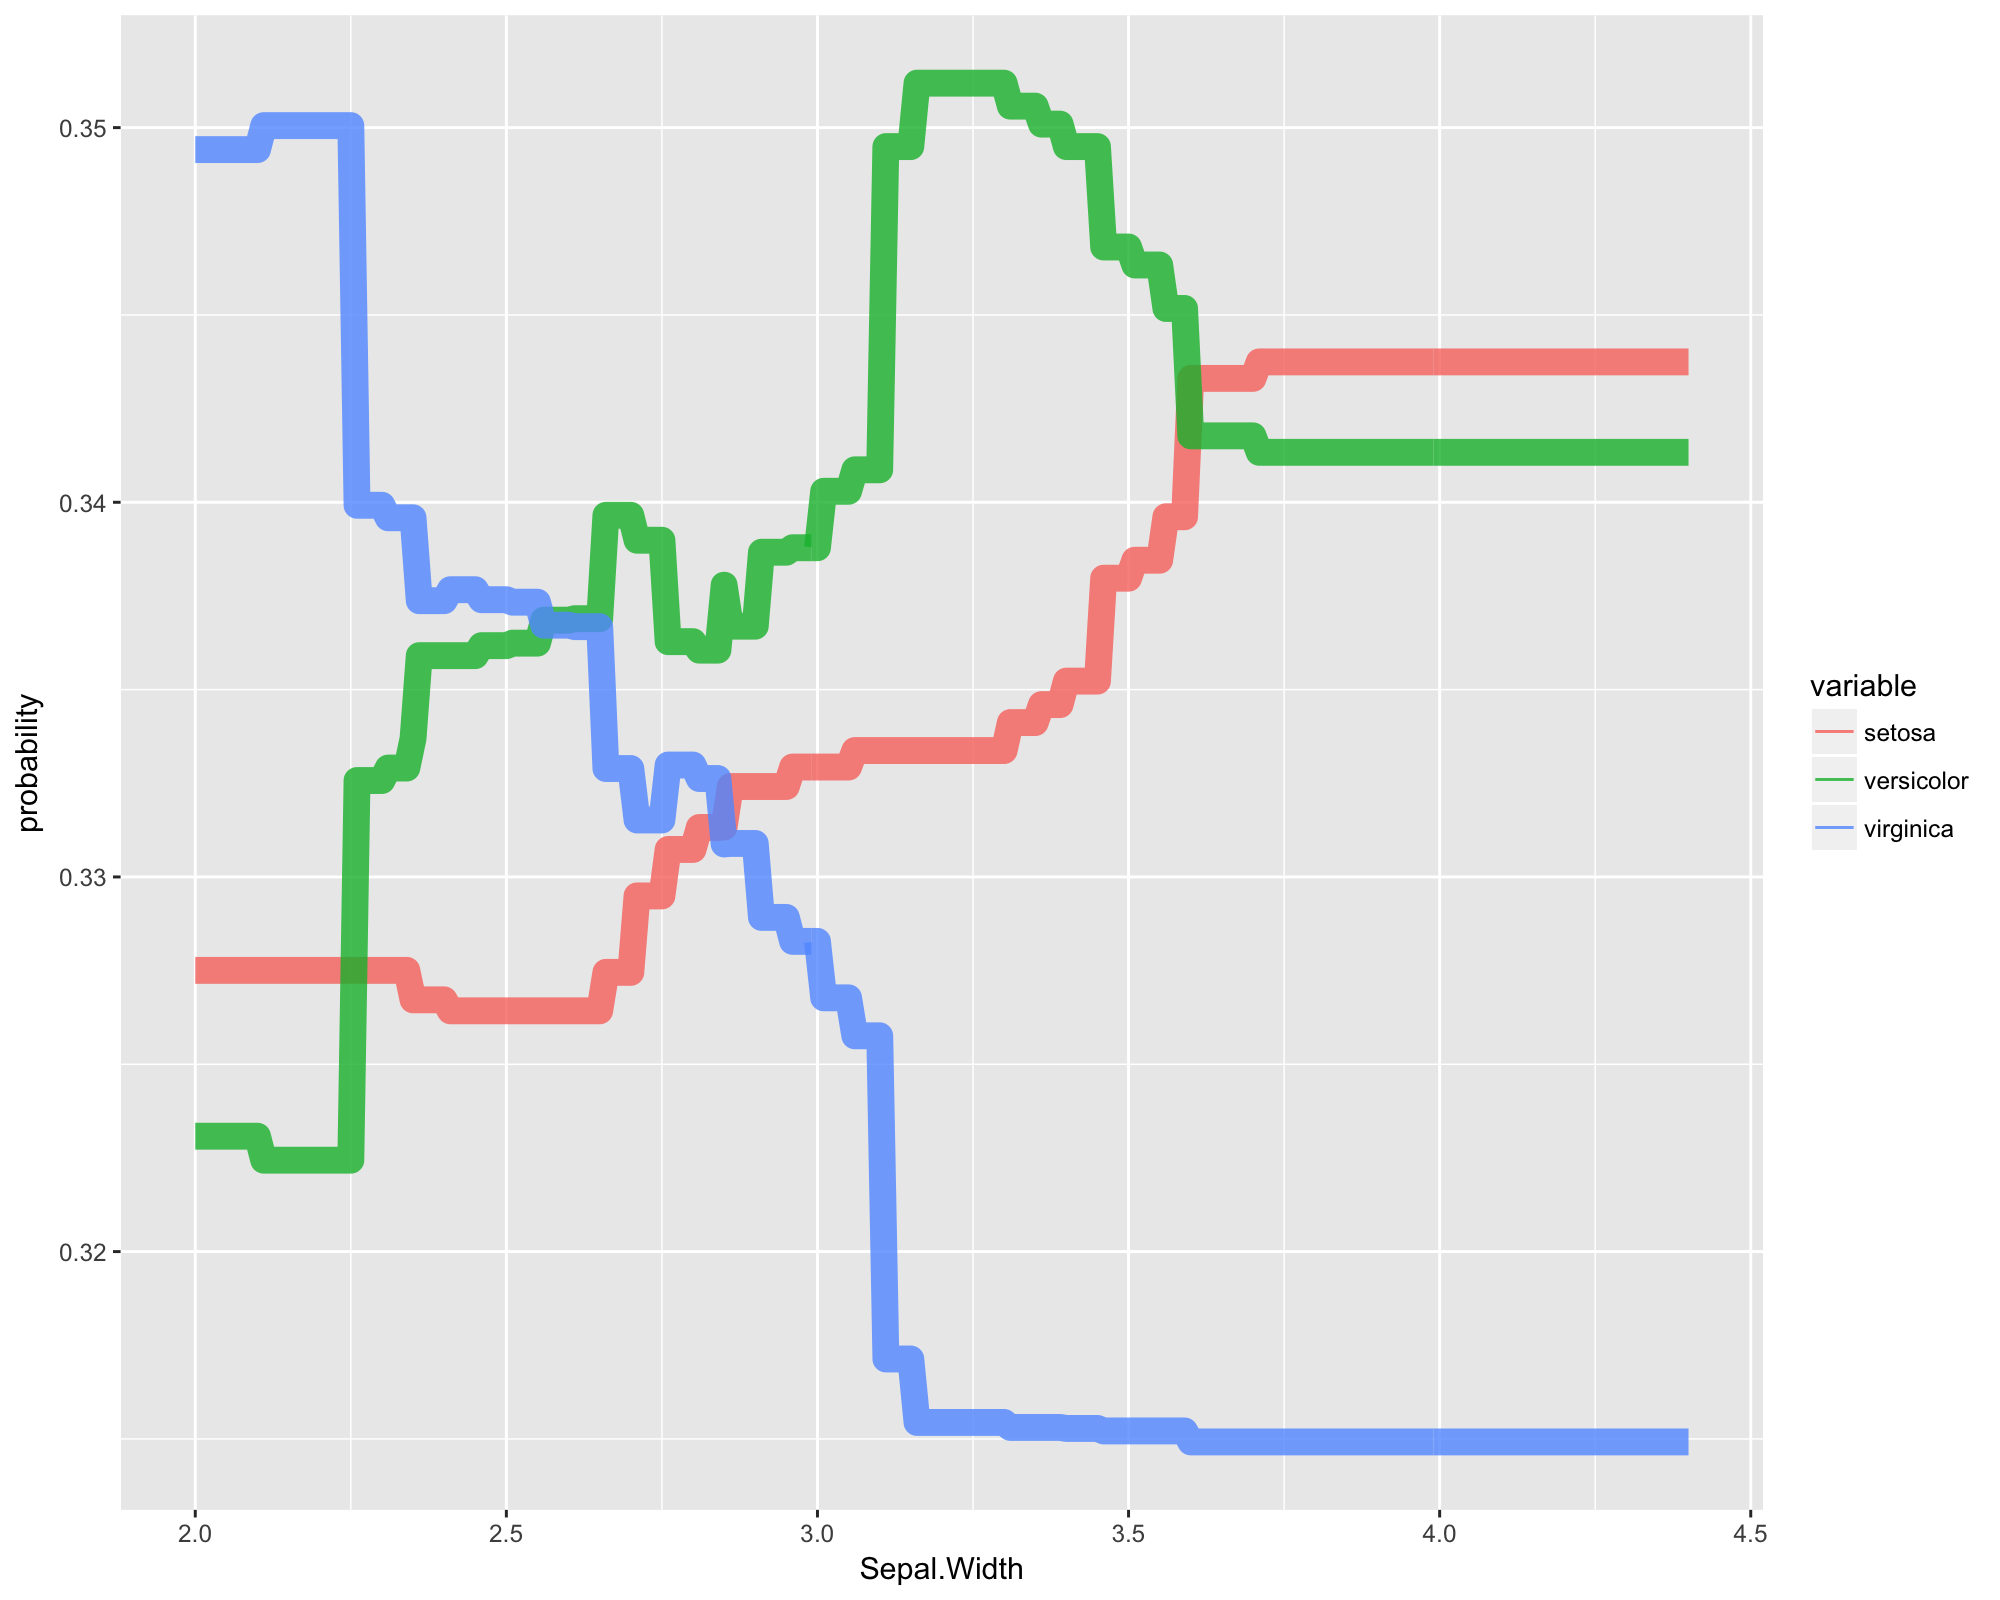 0.35
0.34
0.33
0.32
probability
2.0 2.5 3.0 3.5 4.0 4.5
Sepal.Width
variable
setosa
versicolor
virginica